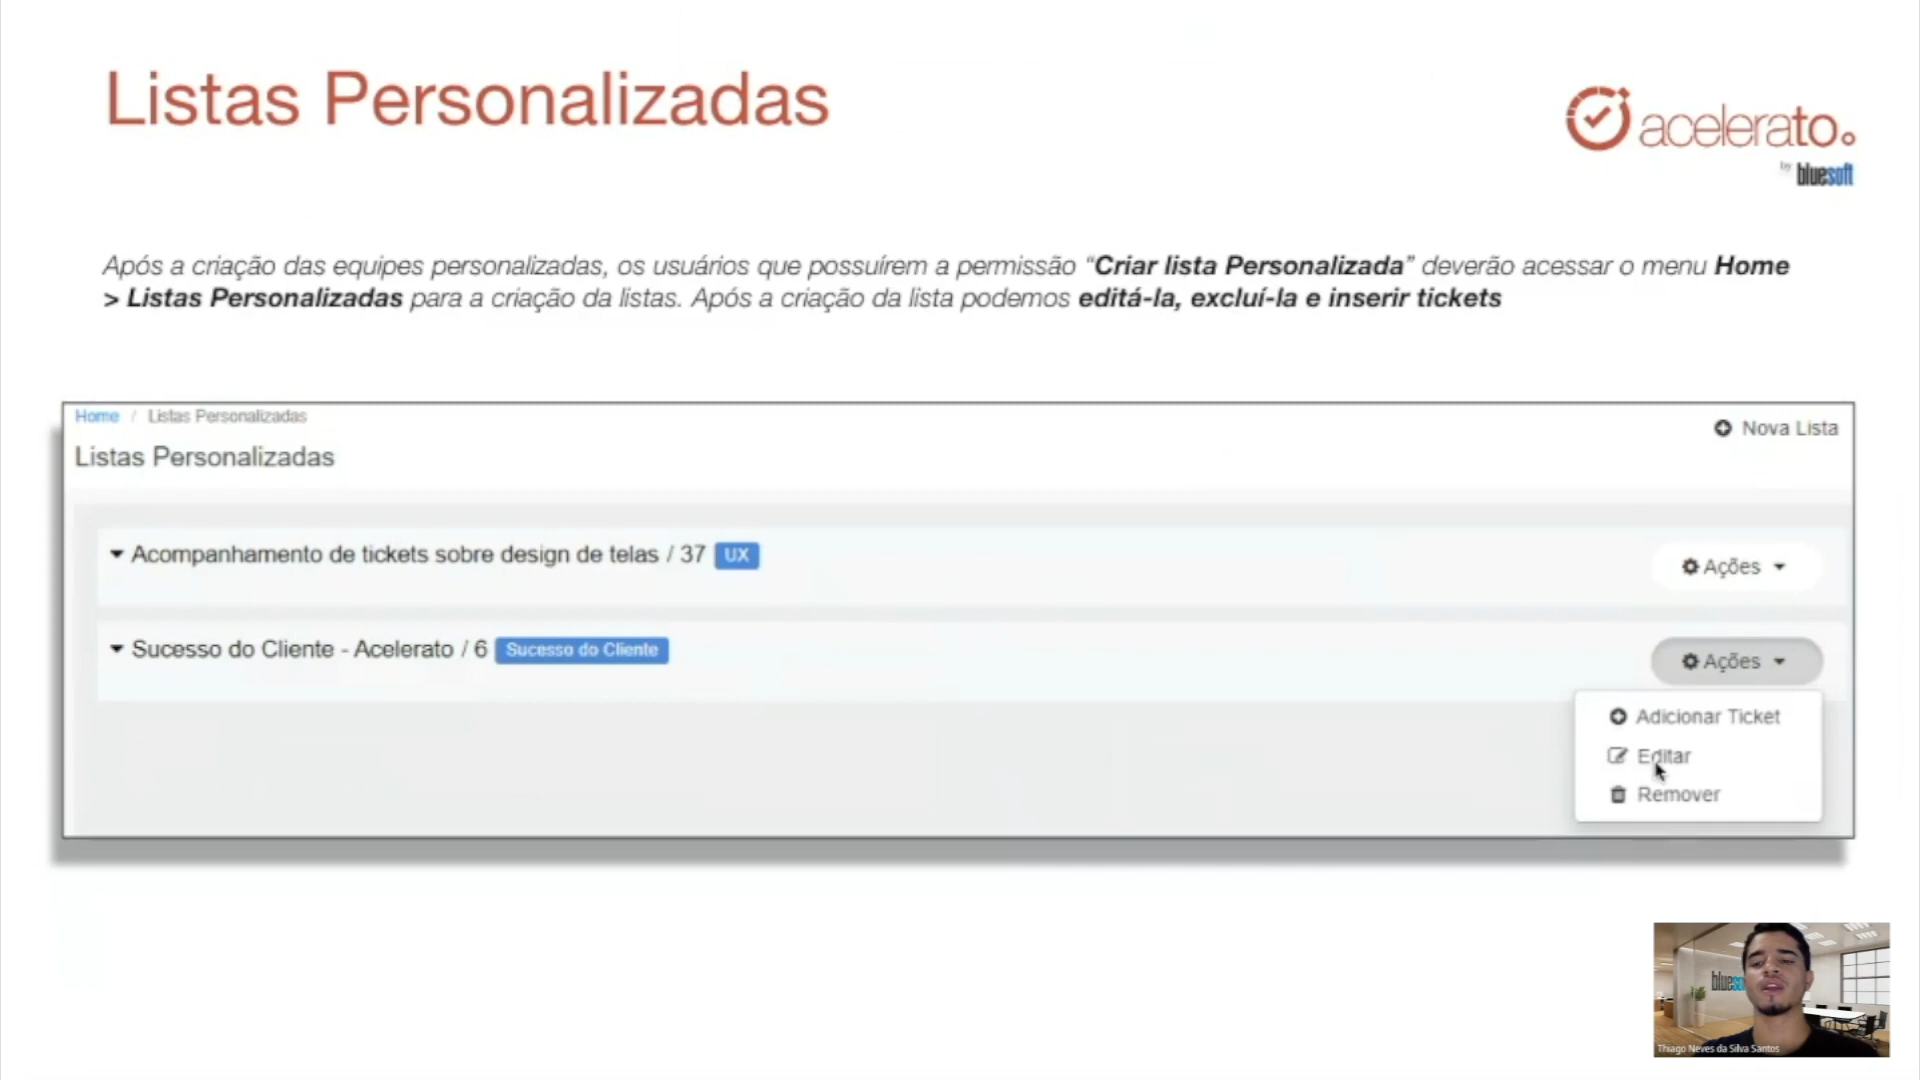 Listas Personalizadas
acelerato.
by bluesoft
Após a criação das equipes personalizadas, os usuários que possuírem a permissão “Criar lista Personalizada” deverão acessar o menu Home
> Listas Personalizadas para a criação da listas. Após a criação da lista podemos editá-la, excluí-la e inserir tickets
Home / Listas Personalizadas
Nova Lista
Listas Personalizadas
Acompanhamento de tickets sobre design de telas / 37 UX
Ações
Sucesso do Cliente - Acelerato / 6 Sucesso do Cliente
Ações
Adicionar Ticket
Editar
Remover
blueso
Thiago Neves da Silva Santos